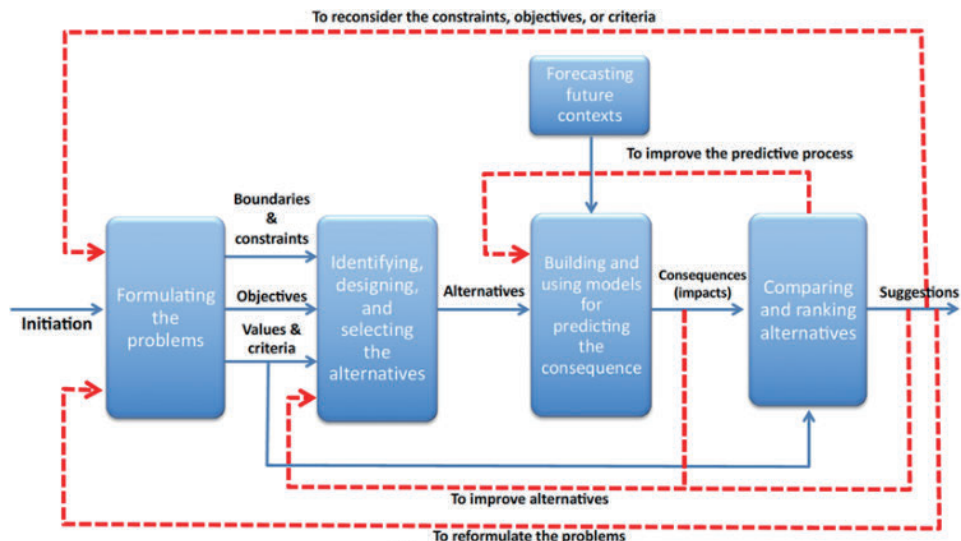 To reconsider the constraints, objectives, or criteria
Forecasting
future
contexts
To improve the predictive process
Boundaries
&
constraints
Initiation
Formulating
the
problems
Objectives
Values &
criteria
Identifying,
designing,
and
selecting
the
alternatives
Alternatives
Building and
using models
for
predicting
the
consequence
Consequences
(impacts)
Comparing
and ranking
alternatives
Suggestions
To improve alternatives
To reformulate the problems